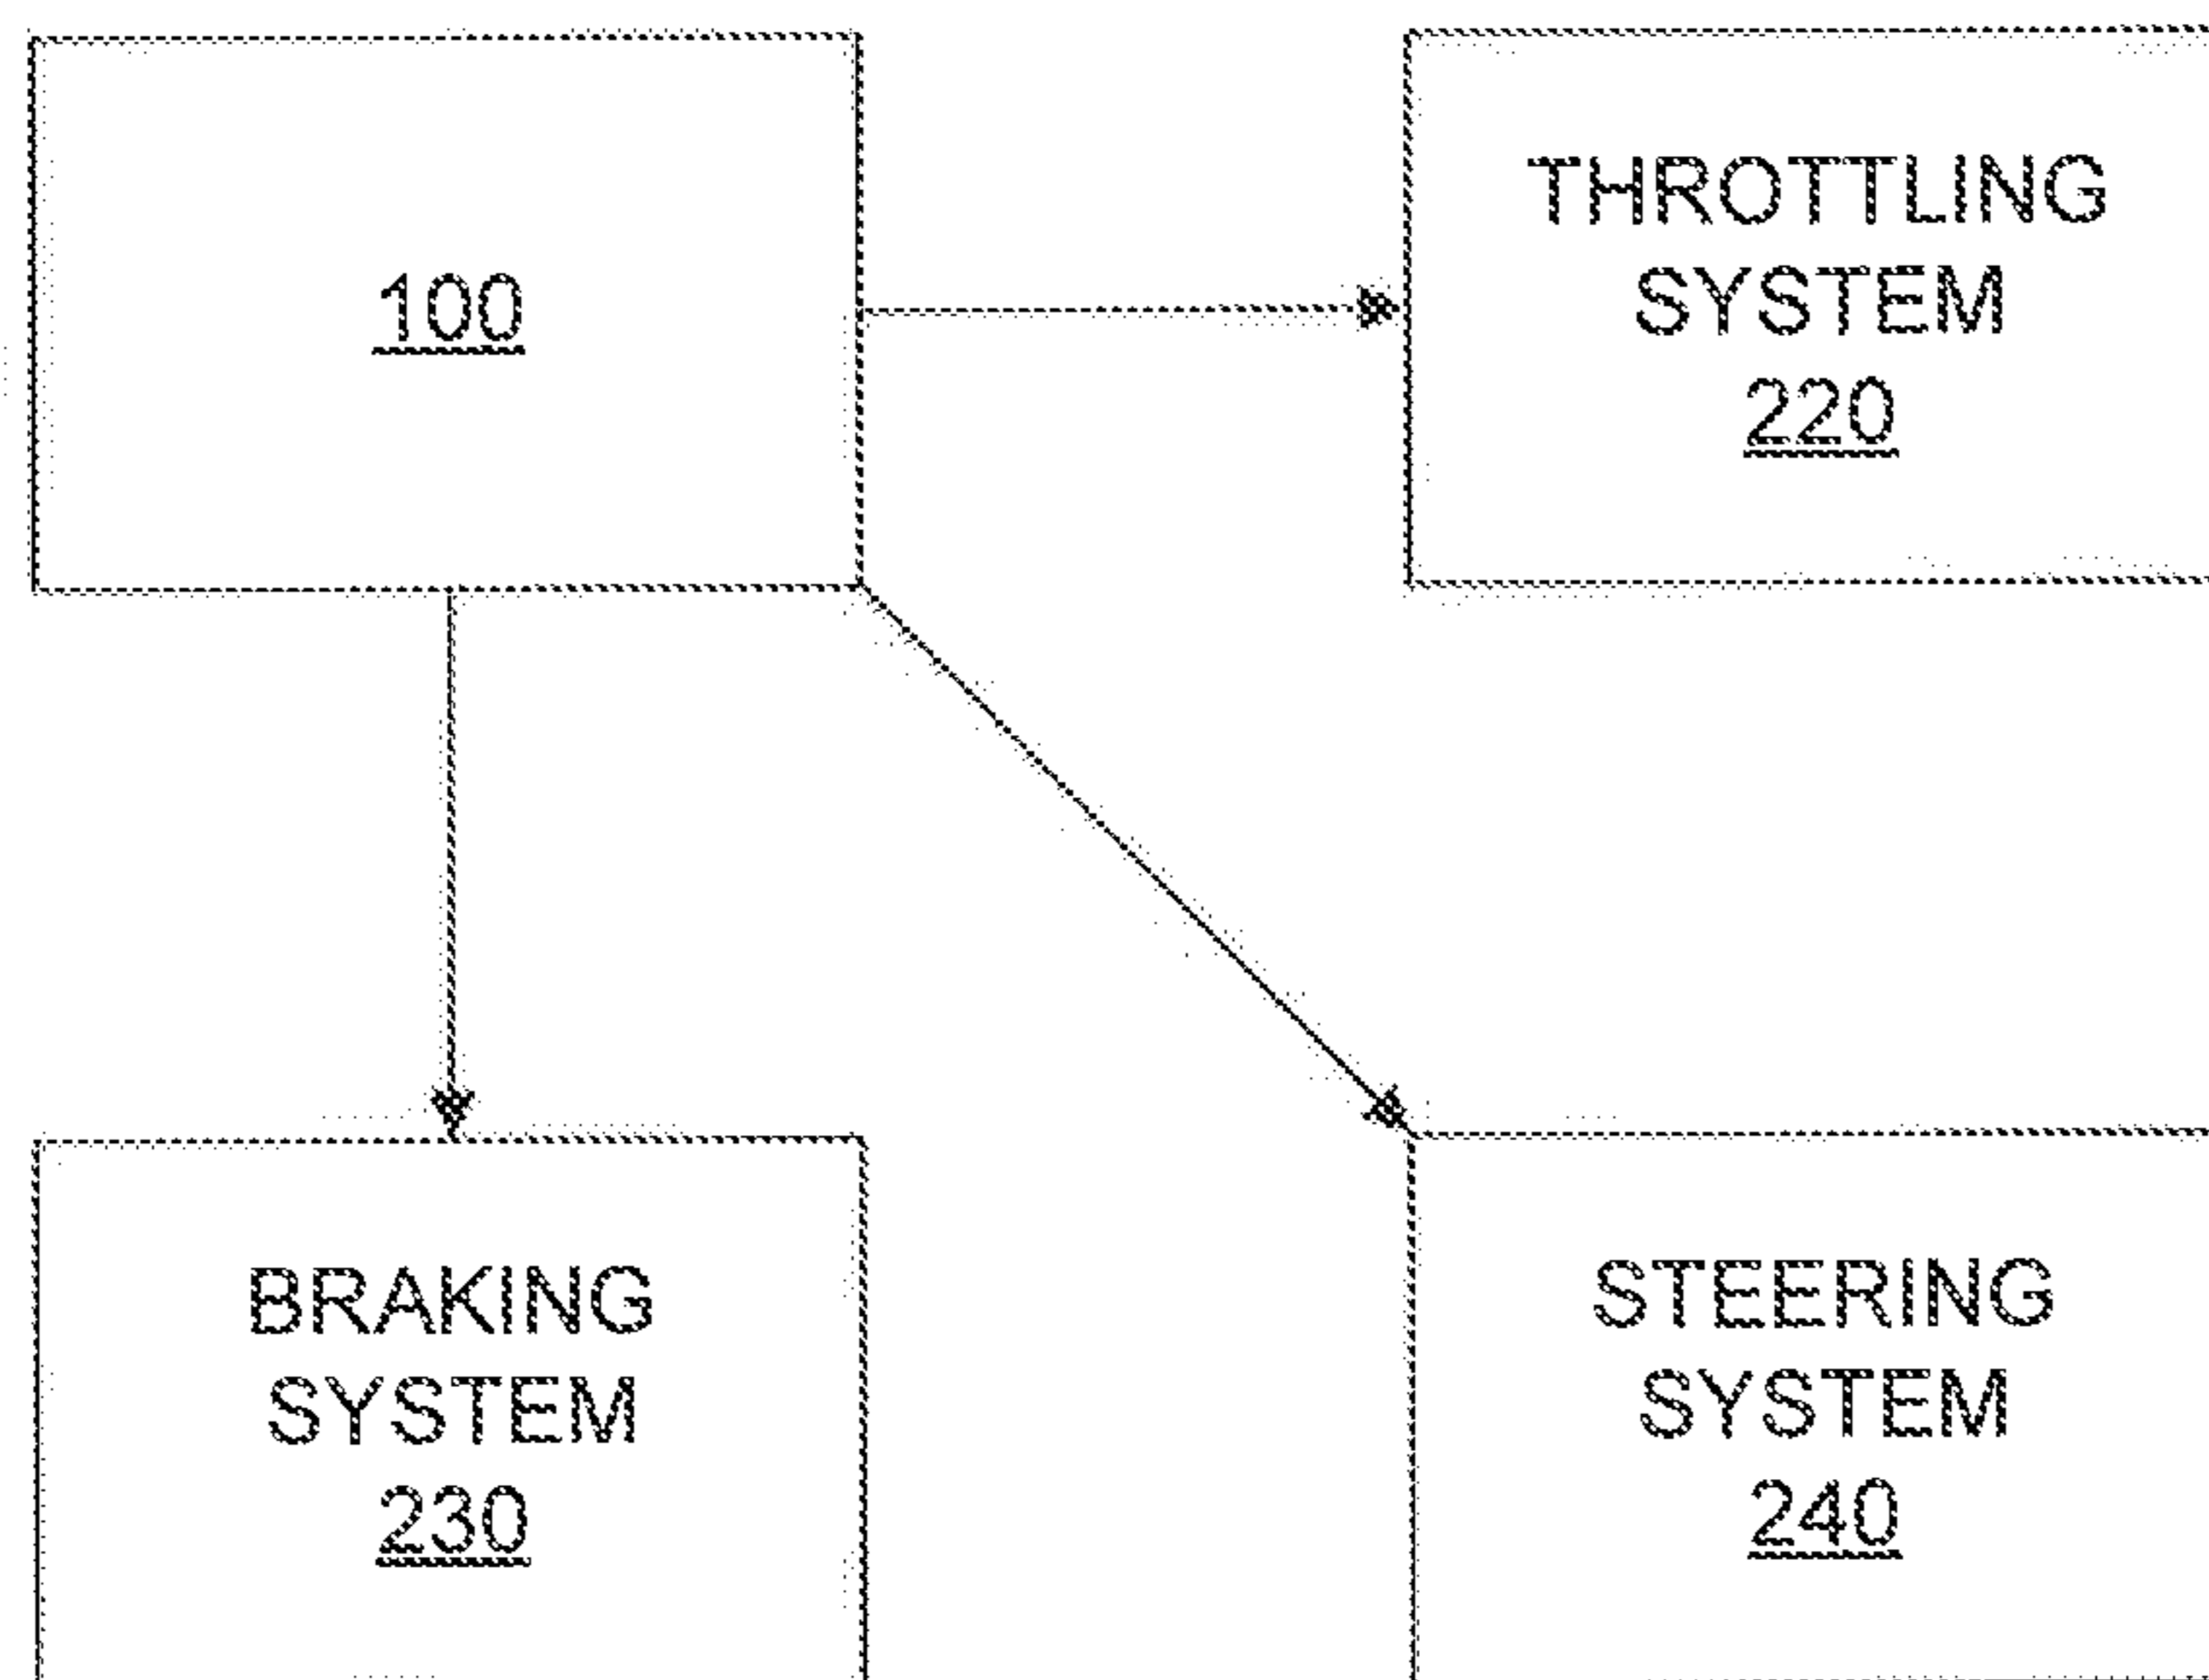 100
THROTTLING
SYSTEM
220
BRAKING
SYSTEM
230
STEERING
SYSTEM
240